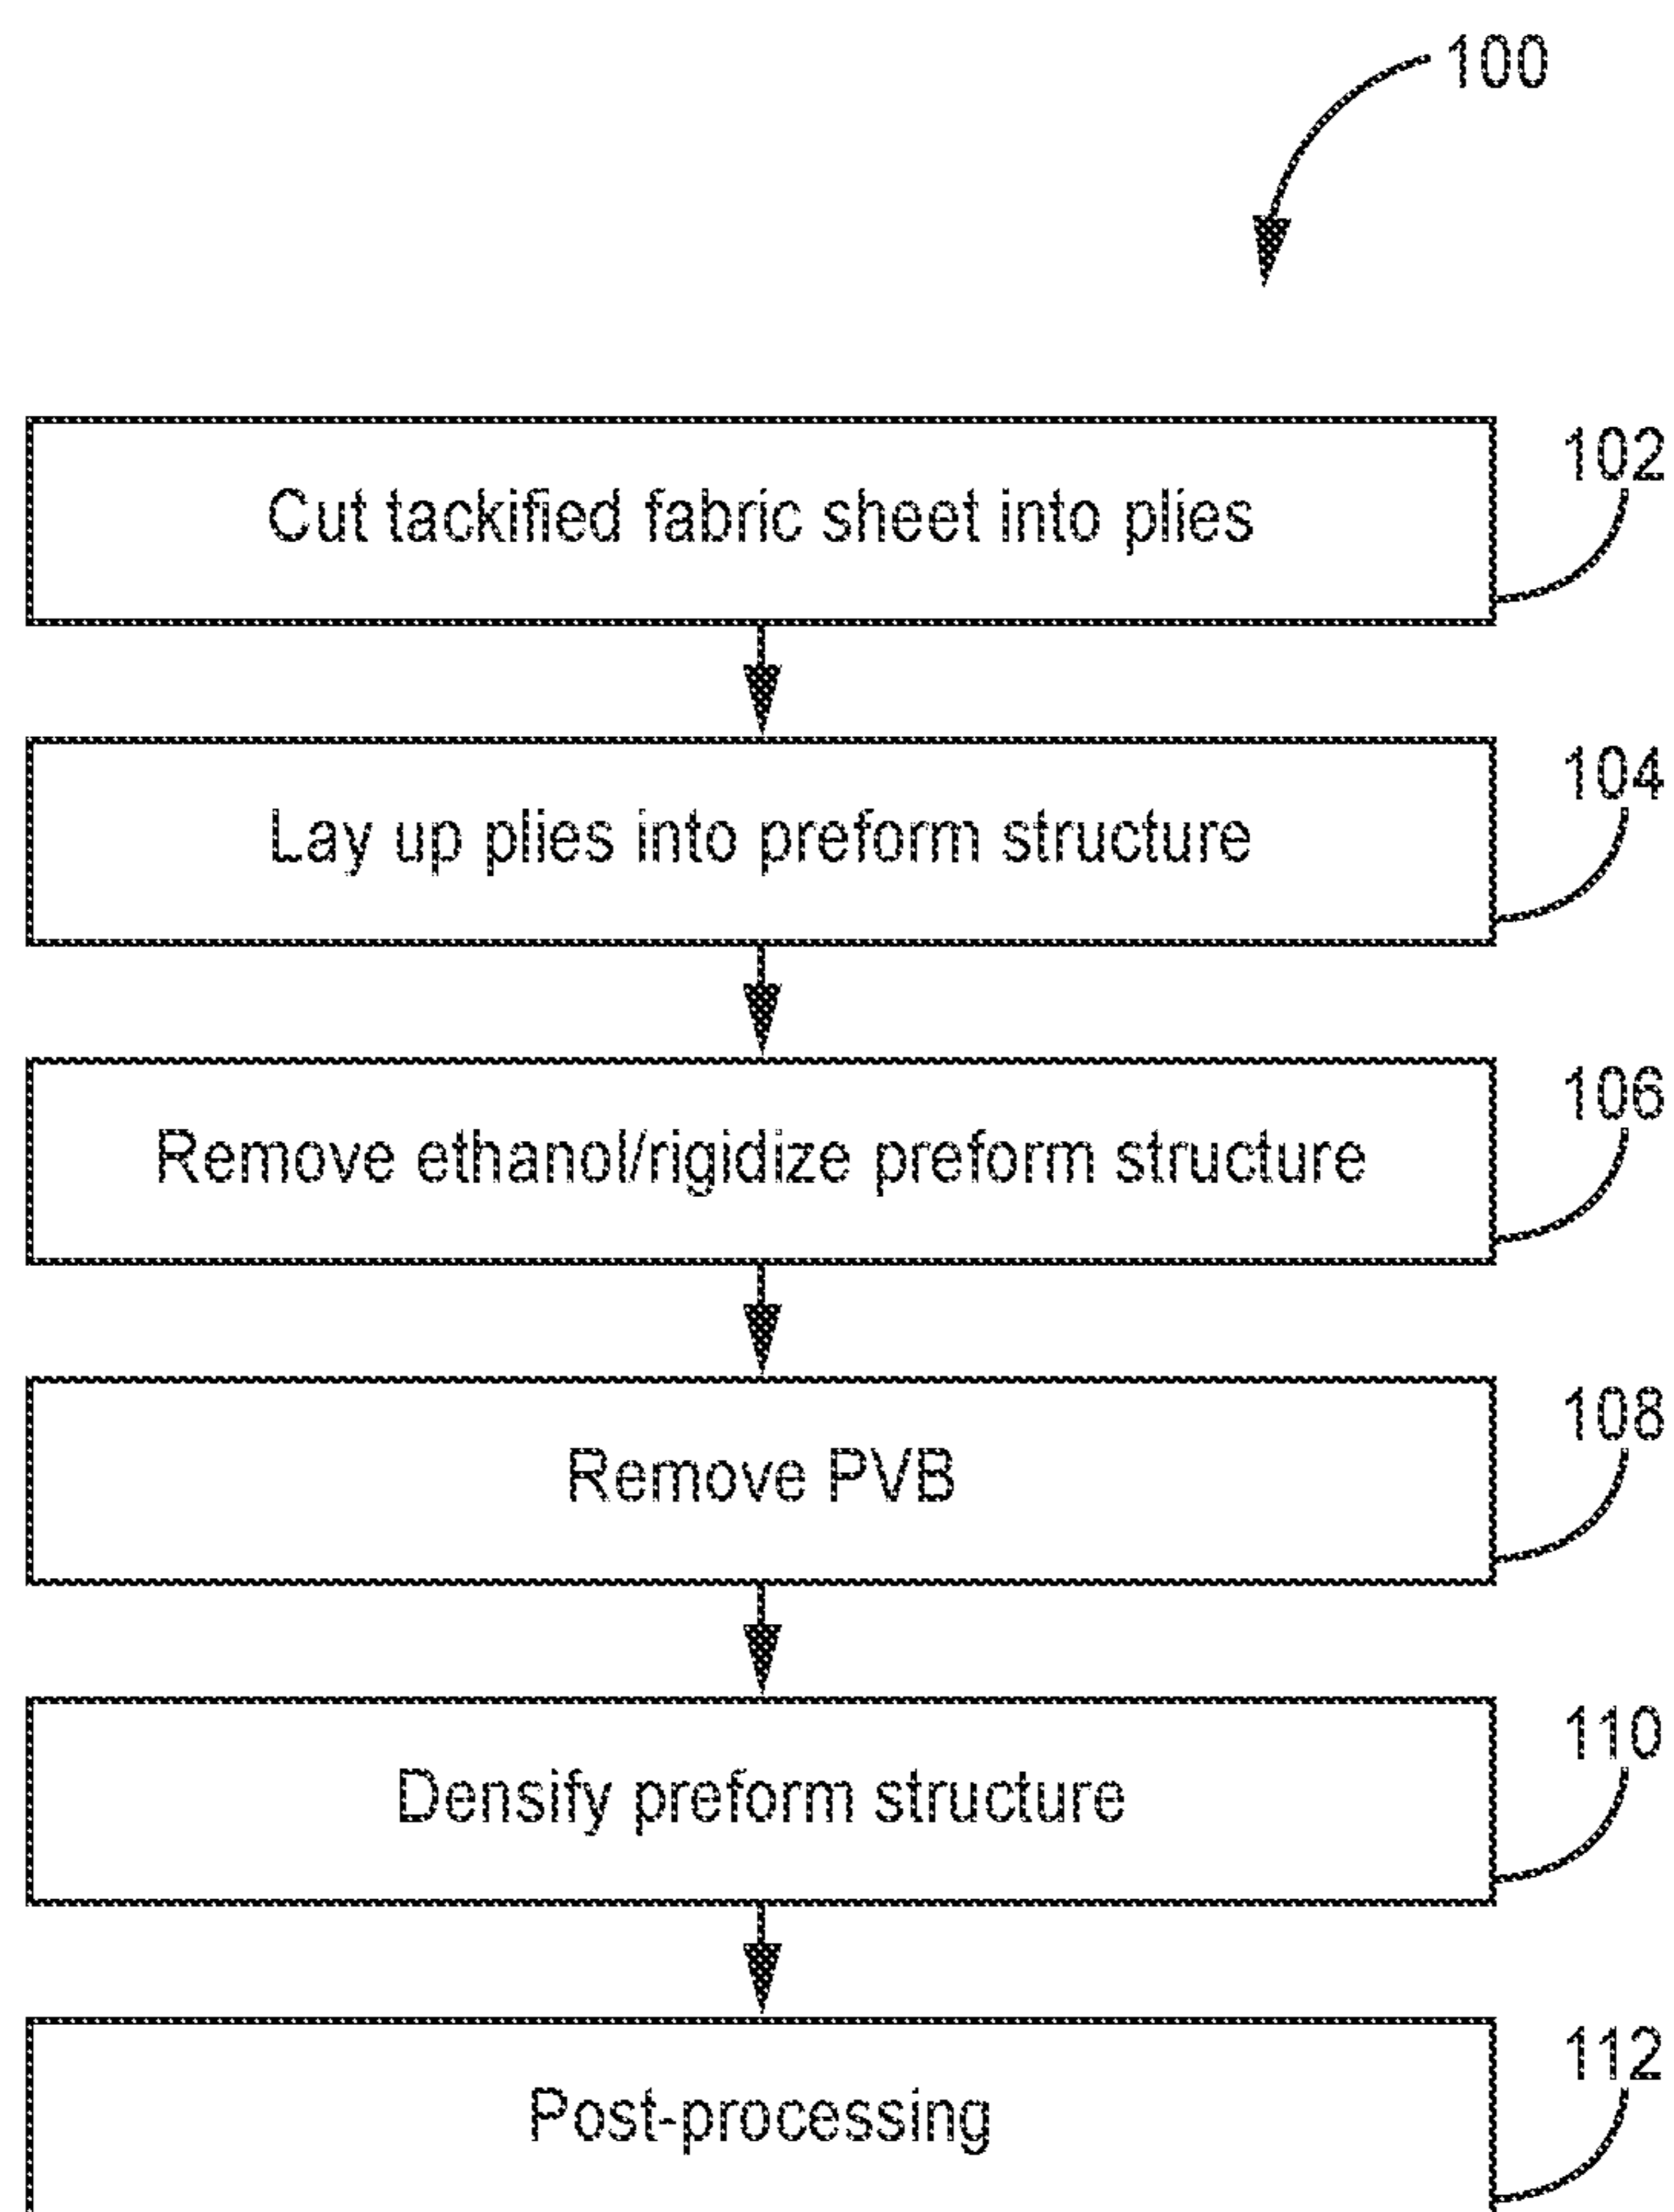 100
Cut tackified fabric sheet into plies
102
Lay up plies into preform structure
104
Remove ethanol/rigidize preform structure
106
Remove PVB
108
Densify preform structure
110
Post-processing
112